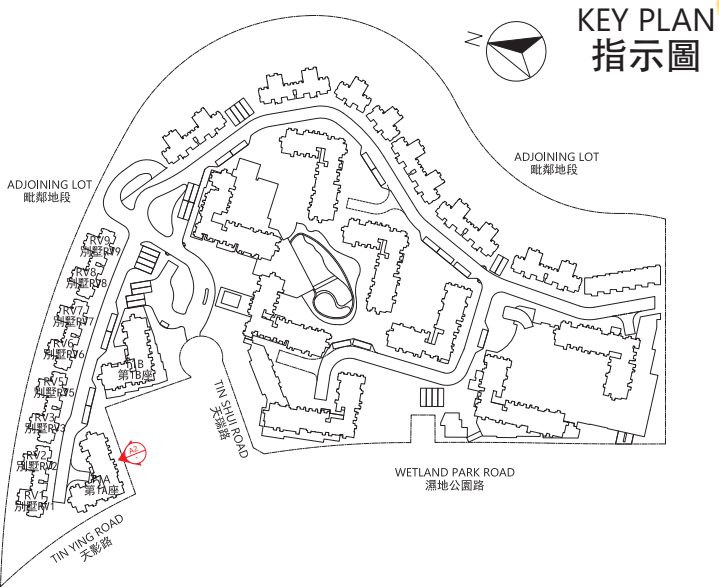 KEY PLAN
指示圖
N
ADJOINING LOT
毗鄰地段
ADJOINING LOT
毗鄰地段
RV9
別墅RV9
RV8
別墅RV8
RV7
別墅RV7
RV6
別墅RV6
RV5
別墅RV5
RV3
別墅RV3
RV2
別墅RV2
RV1
別墅RV1
第1B座
第1A座
A2
TIN SHUI ROAD
天瑞路
WETLAND PARK ROAD
濕地公園路
TIN YING ROAD
天影路